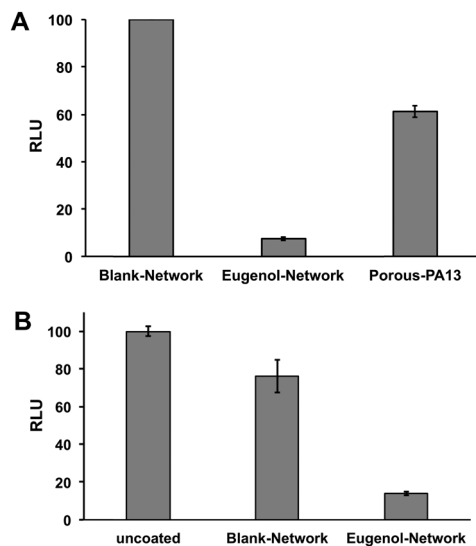 A
100
80
60
40
20
0
RLU
Blank-Network Eugenol-Network Porous-PA13
B
100
80
60
40
20
0
RLU
uncoated Blank-Network Eugenol-Network